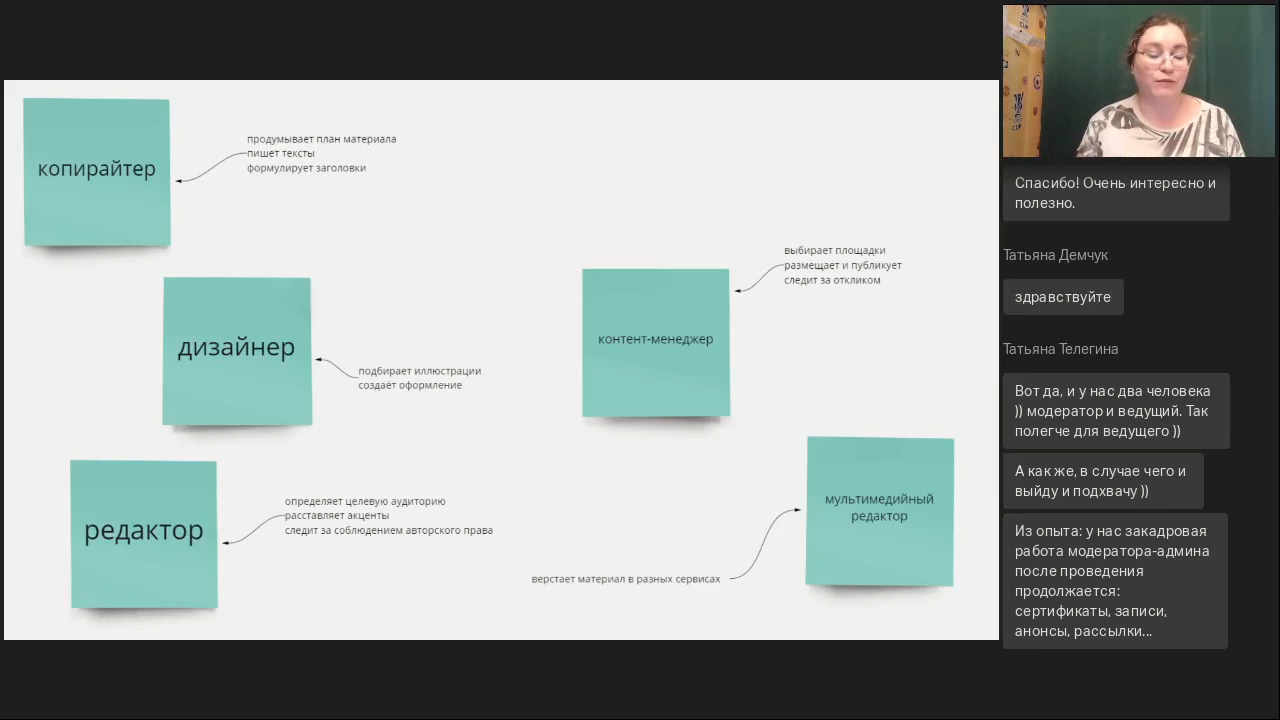 копирайтер
продумывает план материала
пишет тексты
формулирует заголовки
дизайнер
подбирает иллюстрации
создаёт оформление
редактор
определяет целевую аудиторию
расставляет акценты
следит за соблюдением авторского права
контент-менеджер
выбирает площадки
размещает и публикует
следит за откликом
мультимедийный
редактор
верстает материал в разных сервисах
Спасибо! Очень интересно и
полезно.
Татьяна Демчук
здравствуйте
Татьяна Телегина
Вот да, и у нас два человека
)) модератор и ведущий. Так
полегче для ведущего ))
А как же, в случае чего и
выйду и подхвачу ))
Из опыта: у нас закадровая
работа модератора-админа
после проведения
продолжается:
сертификаты, записи,
анонсы, рассылки...